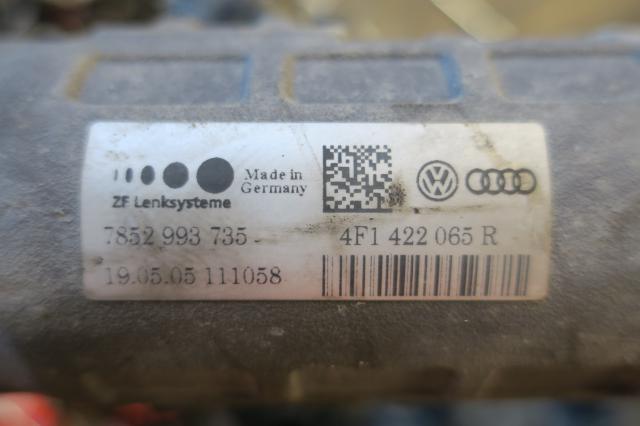 Made in
Germany
ZF Lenksysteme
7852 993 735
4F1 422 065 R
19.05.05 111058